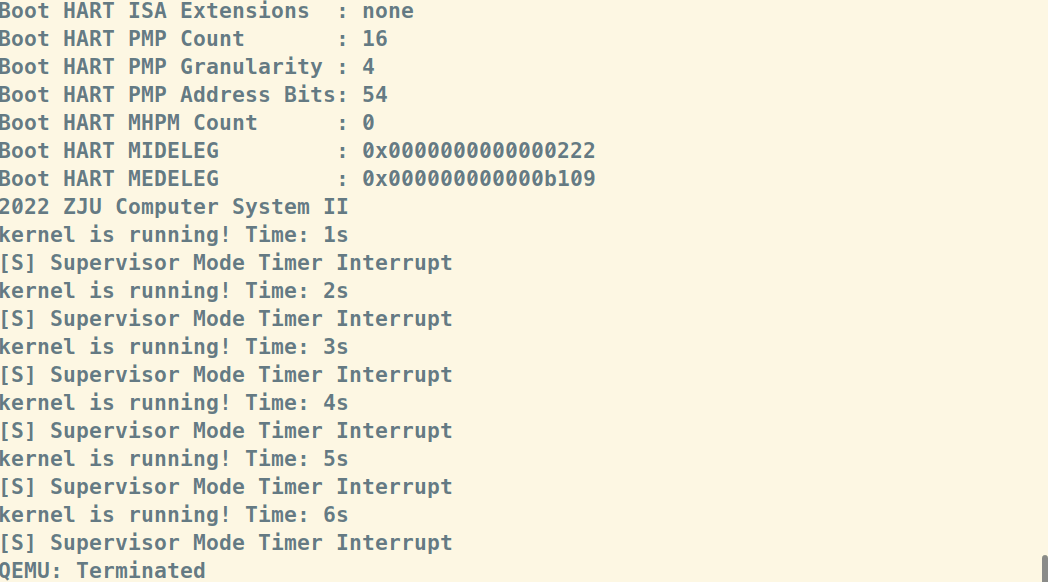 Boot HART ISA Extensions  : none
Boot HART PMP Count       : 16
Boot HART PMP Granularity : 4
Boot HART PMP Address Bits: 54
Boot HART MHPM Count      : 0
Boot HART MIDELEG         : 0x0000000000000222
Boot HART MEDELEG         : 0x000000000000b109
2022 ZJU Computer System II
kernel is running! Time: 1s
[S] Supervisor Mode Timer Interrupt
kernel is running! Time: 2s
[S] Supervisor Mode Timer Interrupt
kernel is running! Time: 3s
[S] Supervisor Mode Timer Interrupt
kernel is running! Time: 4s
[S] Supervisor Mode Timer Interrupt
kernel is running! Time: 5s
[S] Supervisor Mode Timer Interrupt
kernel is running! Time: 6s
[S] Supervisor Mode Timer Interrupt
QEMU: Terminated